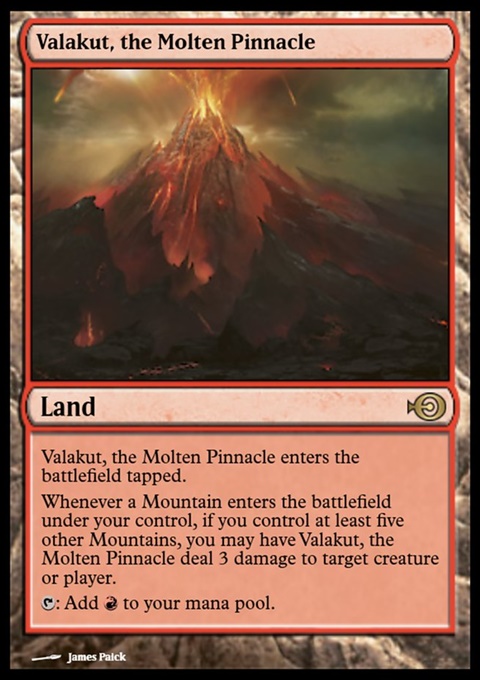 Valakut, the Molten Pinnacle
Land
Valakut, the Molten Pinnacle enters the
battlefield tapped.
Whenever a Mountain enters the battlefield
under your control, if you control at least five
other Mountains, you may have Valakut, the
Molten Pinnacle deal 3 damage to target creature
or player.
: Add to your mana pool.
James Paick